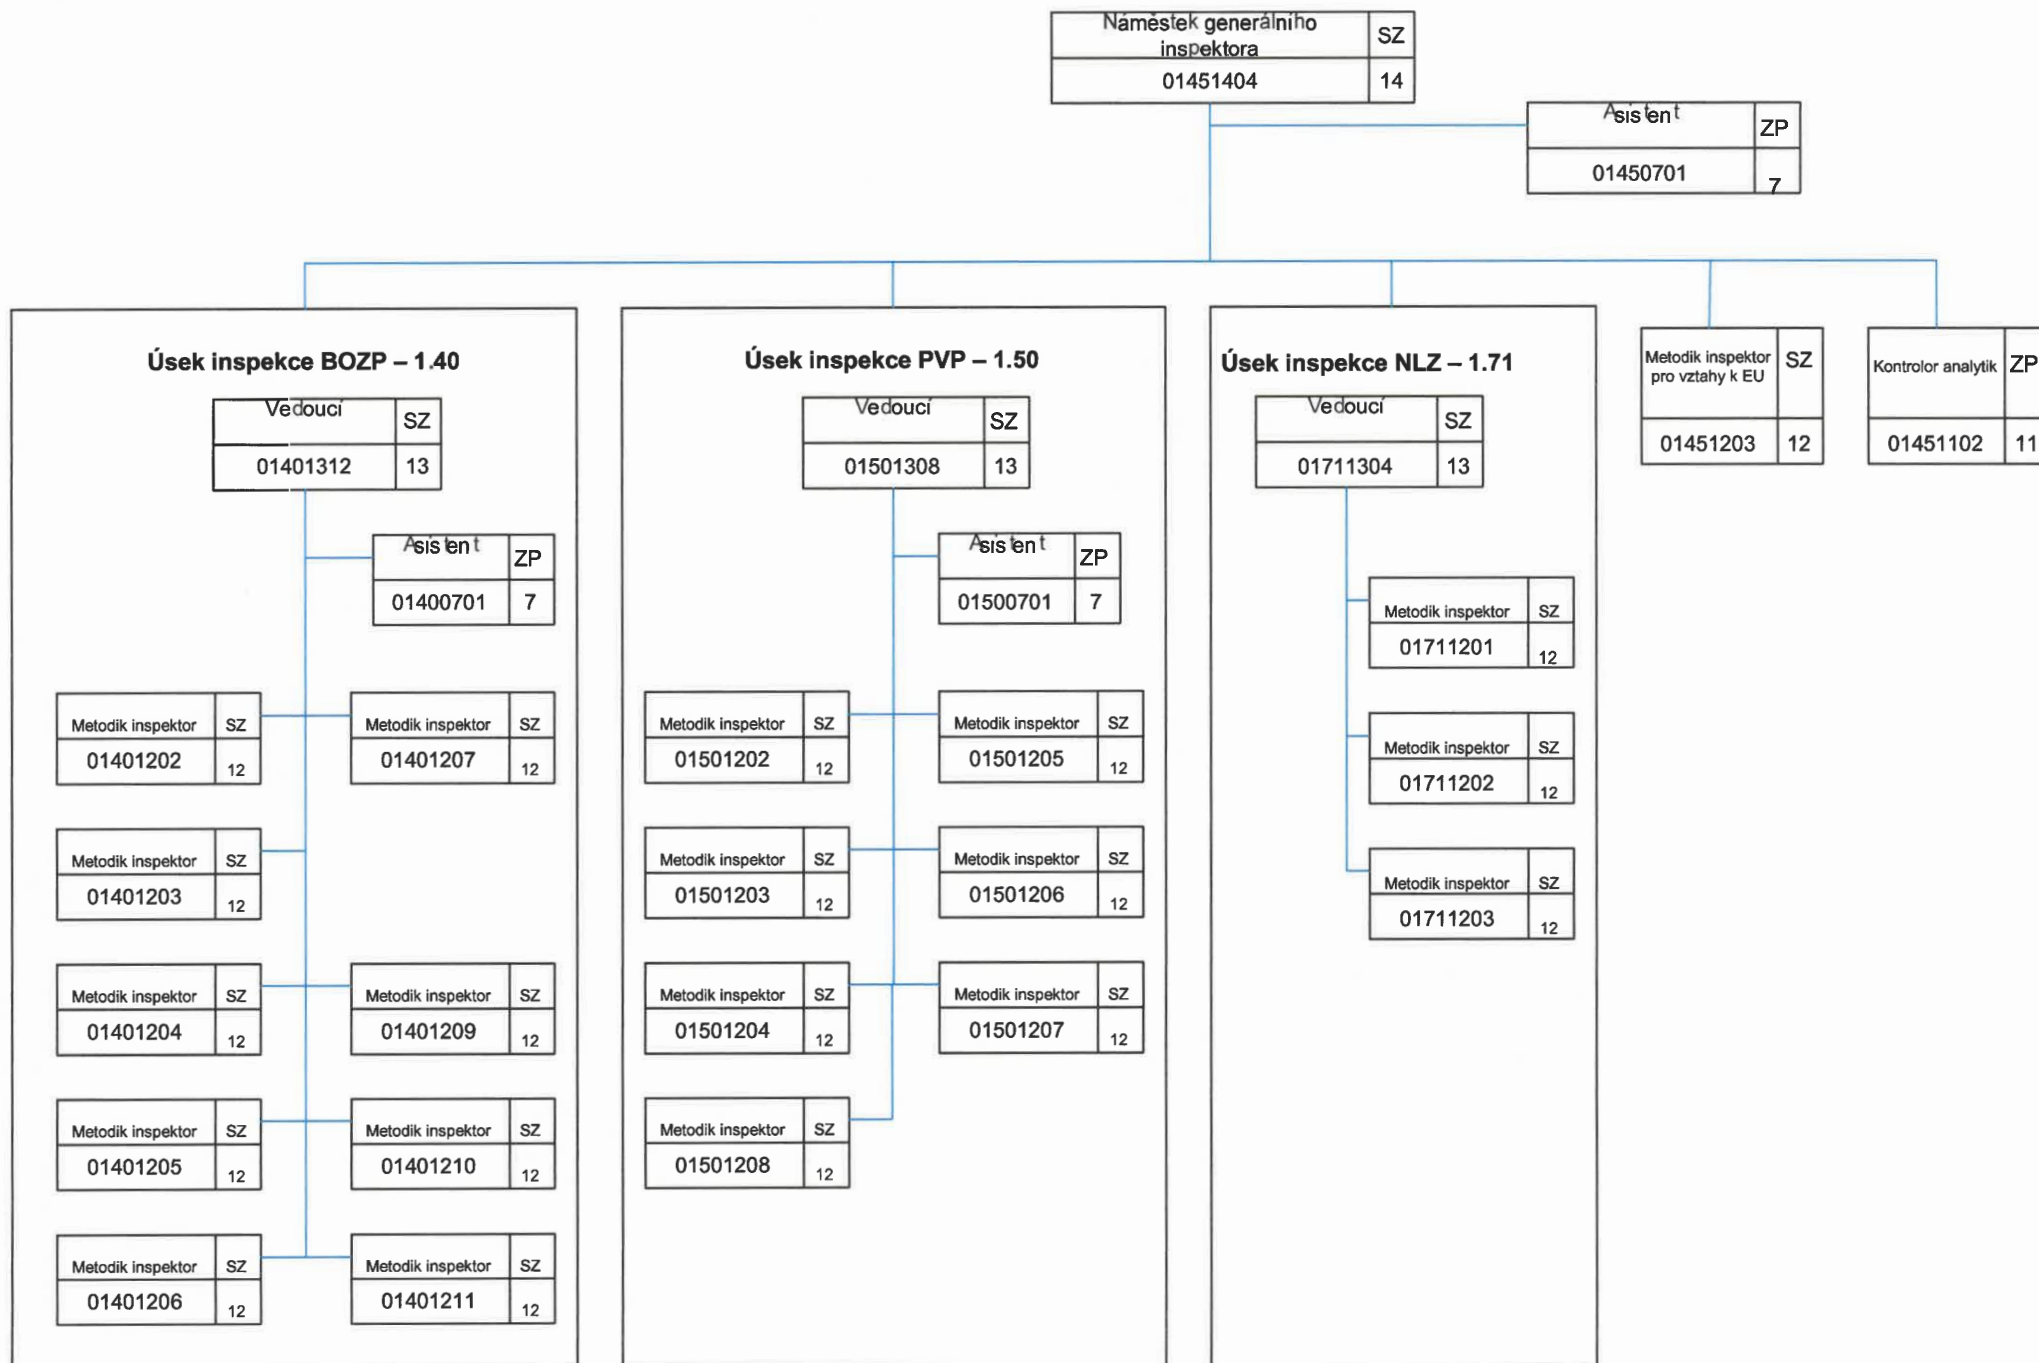 Náměstek generálního
inspektora
SZ
01451404
14
Asistent
ZP
01450701
7
Úsek inspekce BOZP – 1.40
Vedoucí
SZ
01401312
13
Asistent
ZP
01400701
7
Metodik inspektor
SZ
01401202
12
Metodik inspektor
SZ
01401207
12
Metodik inspektor
SZ
01401203
12
Metodik inspektor
SZ
01401204
12
Metodik inspektor
SZ
01401209
12
Metodik inspektor
SZ
01401205
12
Metodik inspektor
SZ
01401210
12
Metodik inspektor
SZ
01401206
12
Metodik inspektor
SZ
01401211
12
Úsek inspekce PVP – 1.50
Vedoucí
SZ
01501308
13
Asistent
ZP
01500701
7
Metodik inspektor
SZ
01501202
12
Metodik inspektor
SZ
01501205
12
Metodik inspektor
SZ
01501203
12
Metodik inspektor
SZ
01501206
12
Metodik inspektor
SZ
01501204
12
Metodik inspektor
SZ
01501207
12
Metodik inspektor
SZ
01501208
12
Úsek inspekce NLZ – 1.71
Vedoucí
SZ
01711304
13
Metodik inspektor
SZ
01711201
12
Metodik inspektor
SZ
01711202
12
Metodik inspektor
SZ
01711203
12
Metodik inspektor
pro vztahy k EU
SZ
01451203
12
Kontrolor analytik
ZP
01451102
11